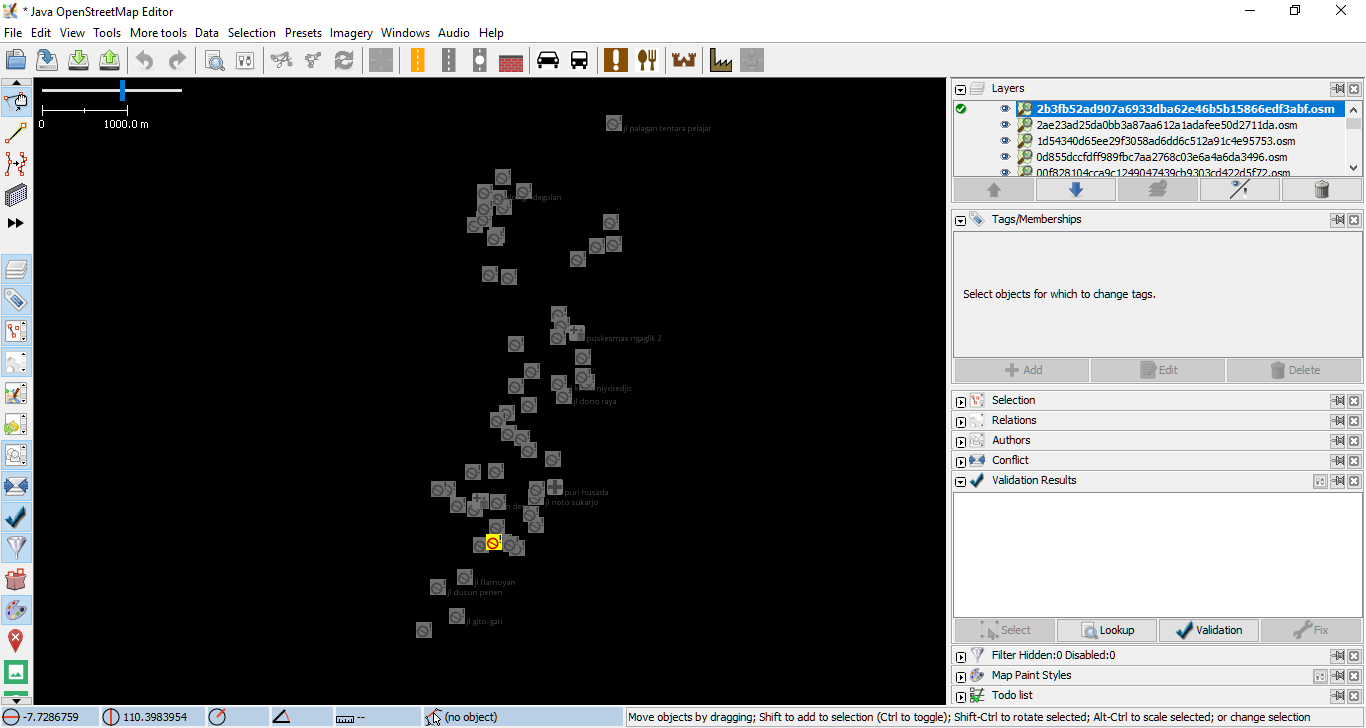 * Java OpenStreetMap Editor
File Edit View Tools More tools Data Selection Presets Imagery Windows Audio Help
0 1000.0 m
jl palagan tentara pelajar
degolan
puskesmas ngaglik 2
jl dono raya
puri husada
jl noto sukarjo
jl flamoyan
jl dusun penen
jl gito-gati
Layers
2b3fb52ad907a6933dba62e46b5b15866edf3abf.osm
2ae23ad25da0bb3a87aa612a1adafee50d2711da.osm
1d54340d65ee29f3058ad6dd6c512a91c4e95753.osm
0d855dccfdff989fbc7aa2768c03e6a4a6da3496.osm
00f828104cca9c1249047439cb9303cd422d5f72.osm
Tags/Memberships
Select objects for which to change tags.
Add Edit Delete
Selection
Relations
Authors
Conflict
Validation Results
Select Lookup Validation Fix
Filter Hidden:0 Disabled:0
Map Paint Styles
Todo list
-7.7286759 110.3983954 -- (no object) Move objects by dragging; Shift to add to selection (Ctrl to toggle); Shift-Ctrl to rotate selected; Alt-Ctrl to scale selected; or change selection